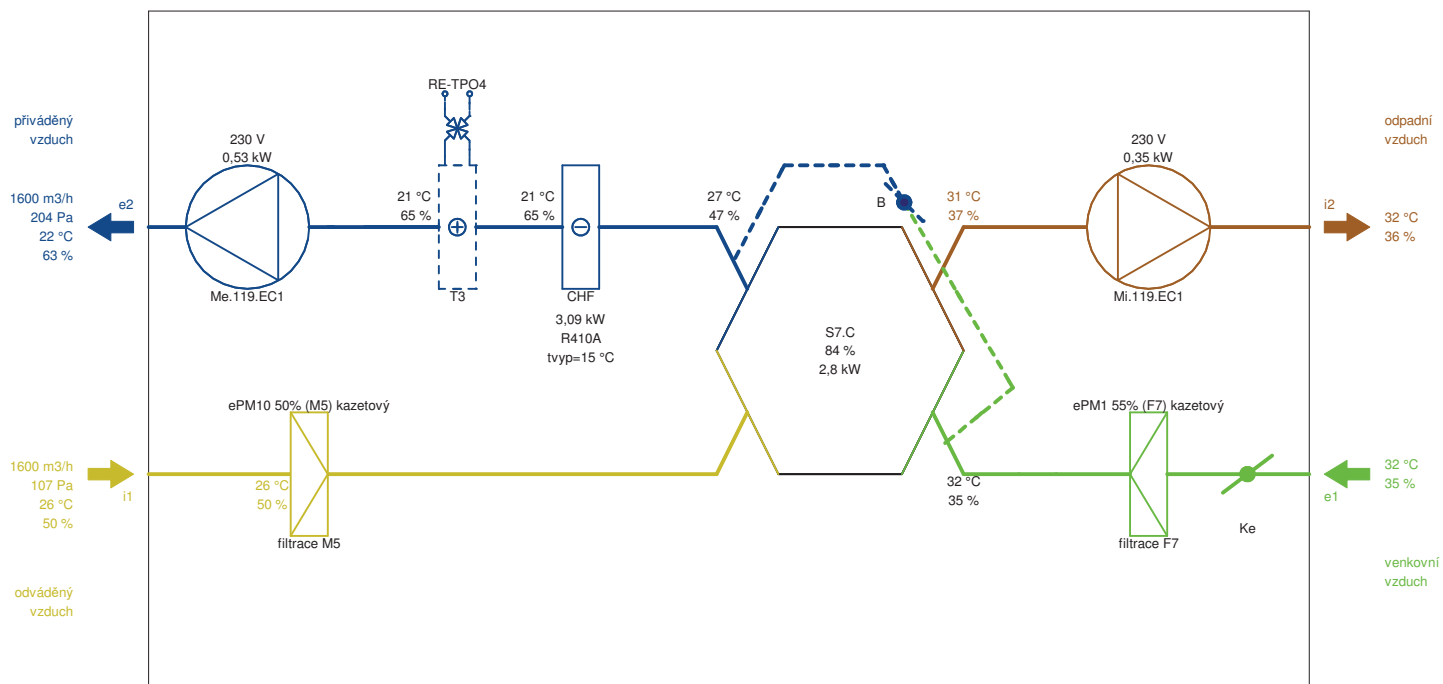 RE-TPO4
přiváděný
vzduch
230 V
0,53 kW
230 V
0,35 kW
odpadní
vzduch
1600 m3/h
204 Pa
22 °C
63 %
e2
21 °C
65 %
21 °C
65 %
27 °C
47 %
B
31 °C
37 %
i2
32 °C
36 %
Me.119.EC1
T3
CHF
3,09 kW
R410A
tvyp=15 °C
Mi.119.EC1
S7.C
84 %
2,8 kW
ePM10 50% (M5) kazetový
ePM1 55% (F7) kazetový
1600 m3/h
107 Pa
26 °C
50 %
i1
26 °C
50 %
filtrace M5
32 °C
35 %
filtrace F7
Ke
e1
32 °C
35 %
odváděný
vzduch
venkovní
vzduch